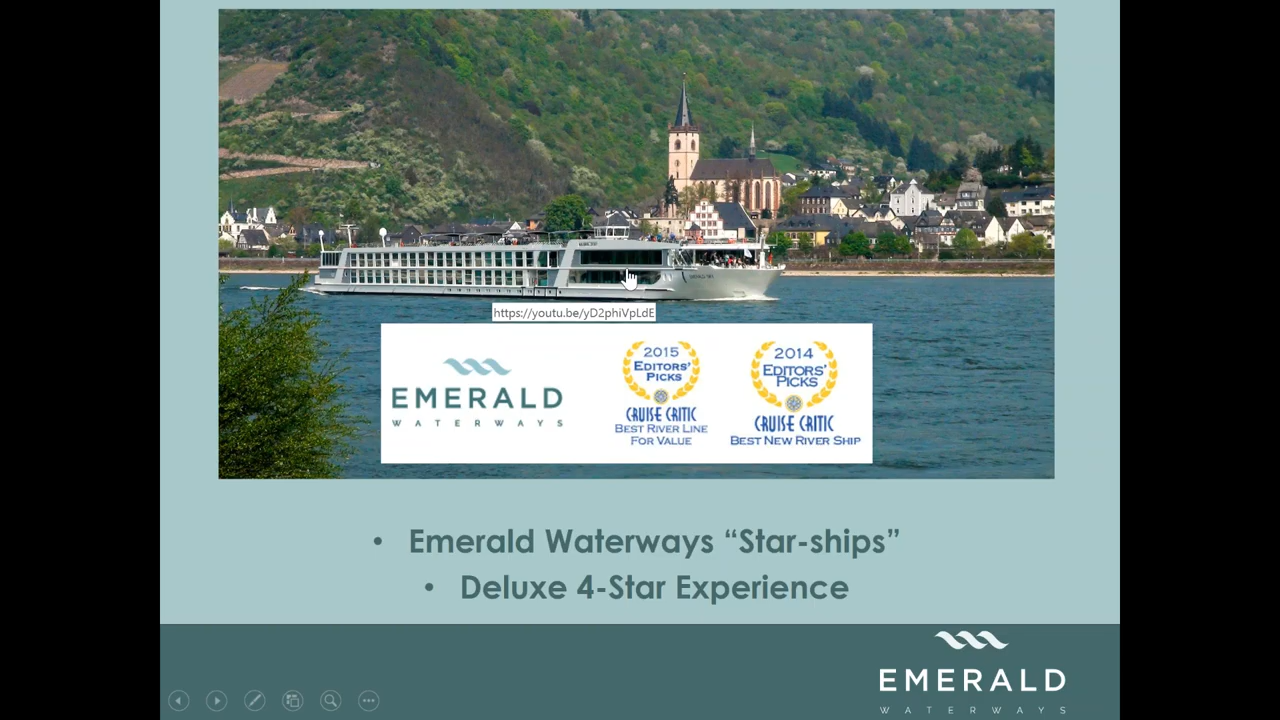 https://youtu.be/yD2phiVpLdE
EMERALD
WATERWAYS
2015
EDITORS'
PICKS
CRUISE CRITIC
BEST RIVER LINE
FOR VALUE
2014
EDITORS'
PICKS
CRUISE CRITIC
BEST NEW RIVER SHIP
• Emerald Waterways “Star-ships”
• Deluxe 4-Star Experience
EMERALD
WATERWAYS